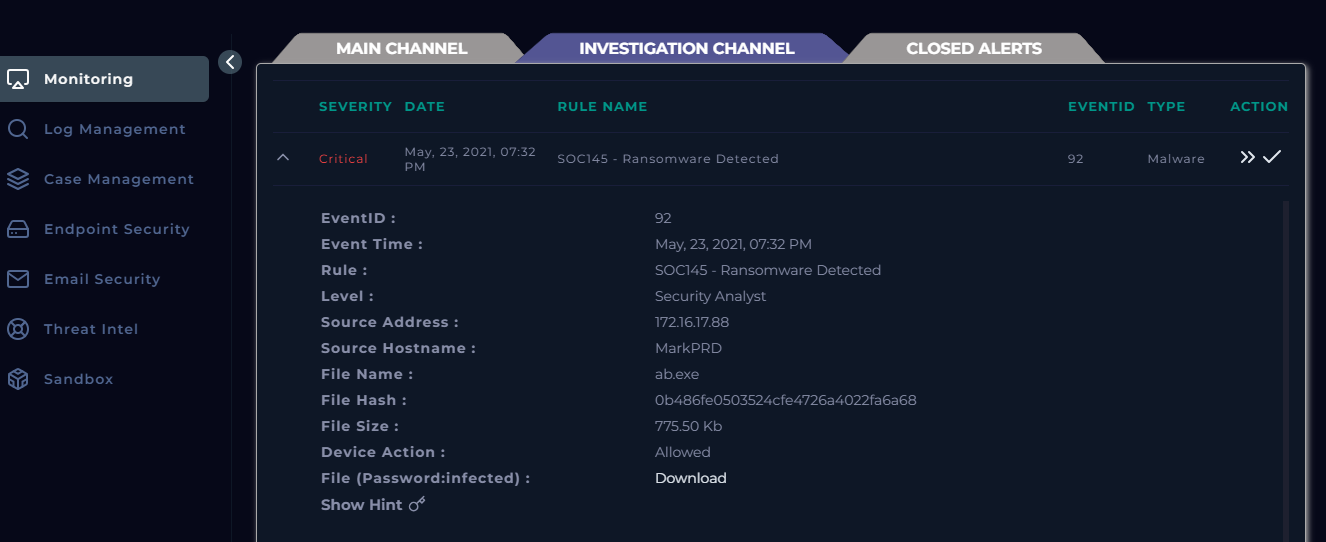 MAIN CHANNEL
INVESTIGATION CHANNEL
CLOSED ALERTS
Monitoring
Log Management
Case Management
Endpoint Security
Email Security
Threat Intel
Sandbox
SEVERITY DATE RULE NAME EVENTID TYPE ACTION
Critical May, 23, 2021, 07:32 PM SOC145 - Ransomware Detected 92 Malware
EventID : 92
Event Time : May, 23, 2021, 07:32 PM
Rule : SOC145 - Ransomware Detected
Level : Security Analyst
Source Address : 172.16.17.88
Source Hostname : MarkPRD
File Name : ab.exe
File Hash : 0b486fe0503524cfe4726a4022fa6a68
File Size : 775.50 Kb
Device Action : Allowed
File (Password:infected) : Download
Show Hint